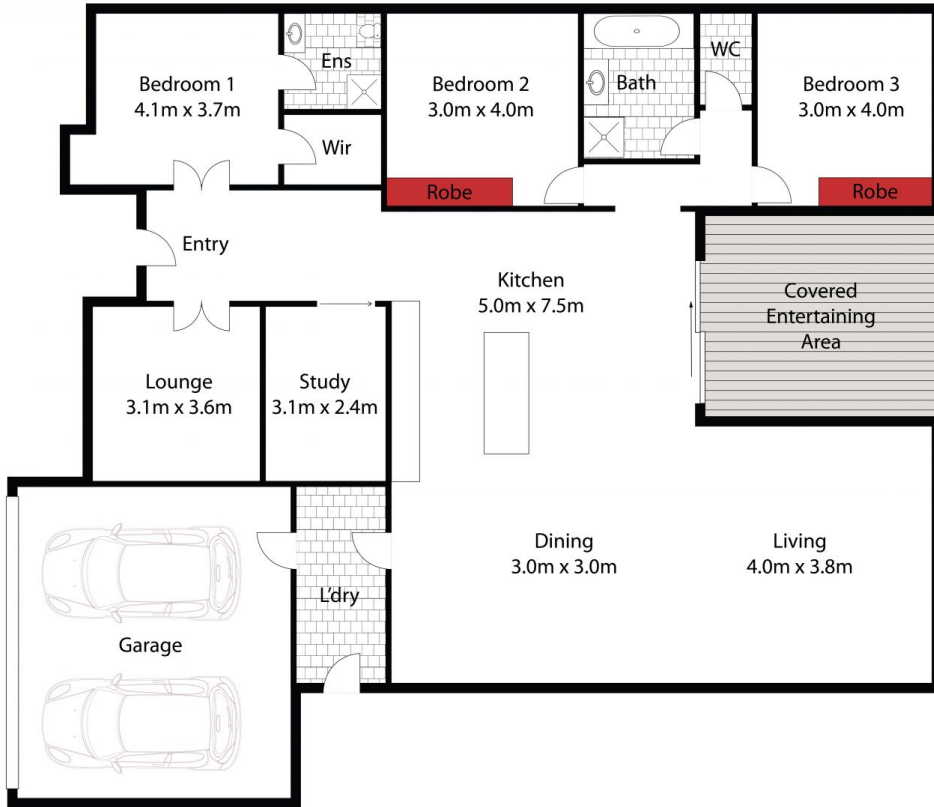 Bedroom 1
4.1m x 3.7m
Ens
Wir
Bedroom 2
3.0m x 4.0m
Robe
Bath
WC
Bedroom 3
3.0m x 4.0m
Robe
Entry
Kitchen
5.0m x 7.5m
Covered
Entertaining
Area
Lounge
3.1m x 3.6m
Study
3.1m x 2.4m
Dining
3.0m x 3.0m
Living
4.0m x 3.8m
L'dry
Garage